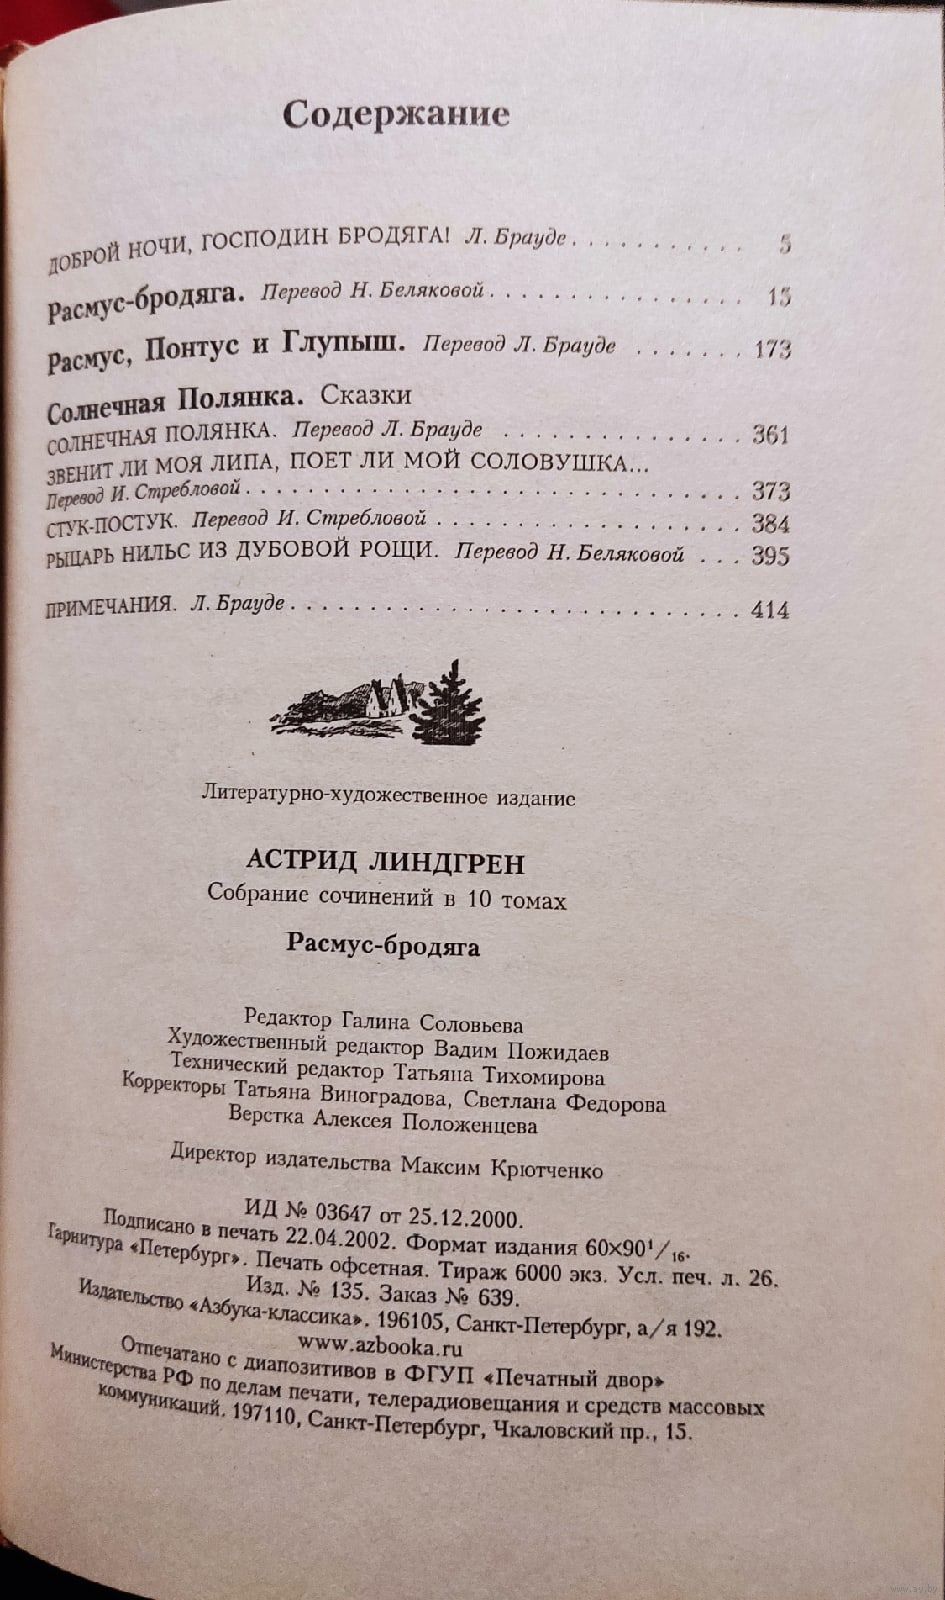 Содержание
ДОБРОЙ НОЧИ, ГОСПОДИН БРОДЯГА! Л. Брауде . . . . . . . . . . . 5
Расмус-бродяга. Перевод Н. Беляковой . . . . . . . . . . . . . . . . 15
Расмус, Понтус и Глупыш. Перевод Л. Брауде . . . . . . . 173
Солнечная Полянка. Сказки
СОЛНЕЧНАЯ ПОЛЯНКА. Перевод Л. Брауде . . . . . . . . . . . . . . . 361
ЗВЕНИТ ЛИ МОЯ ЛИПА, ПОЕТ ЛИ МОЙ СОЛОВУШКА...
Перевод И. Стребловой . . . . . . . . . . . . . . . . . . . . . . . . . . . . . . . . 373
СТУК-ПОСТУК. Перевод И. Стребловой . . . . . . . . . . . . . . . . . . . 384
РЫЦАРЬ НИЛЬС ИЗ ДУБОВОЙ РОЩИ. Перевод Н. Беляковой . . . 395
ПРИМЕЧАНИЯ. Л. Брауде . . . . . . . . . . . . . . . . . . . . . . . . . . . . . 414
Литературно-художественное издание
АСТРИД ЛИНДГРЕН
Собрание сочинений в 10 томах
Расмус-бродяга
Редактор Галина Соловьева
Художественный редактор Вадим Пожидаев
Технический редактор Татьяна Тихомирова
Корректоры Татьяна Виноградова, Светлана Федорова
Верстка Алексея Положенцева
Директор издательства Максим Крютченко
ИД № 03647 от 25.12.2000.
Подписано в печать 22.04.2002. Формат издания 60×90¹/₁₆.
Гарнитура «Петербург». Печать офсетная. Тираж 6000 экз. Усл. печ. л. 26.
Изд. № 135. Заказ № 639.
Издательство «Азбука-классика». 196105, Санкт-Петербург, а/я 192.
www.azbooka.ru
Отпечатано с диапозитивов в ФГУП «Печатный двор»
Министерства РФ по делам печати, телерадиовещания и средств массовых
коммуникаций. 197110, Санкт-Петербург, Чкаловский пр., 15.
www.ay.by